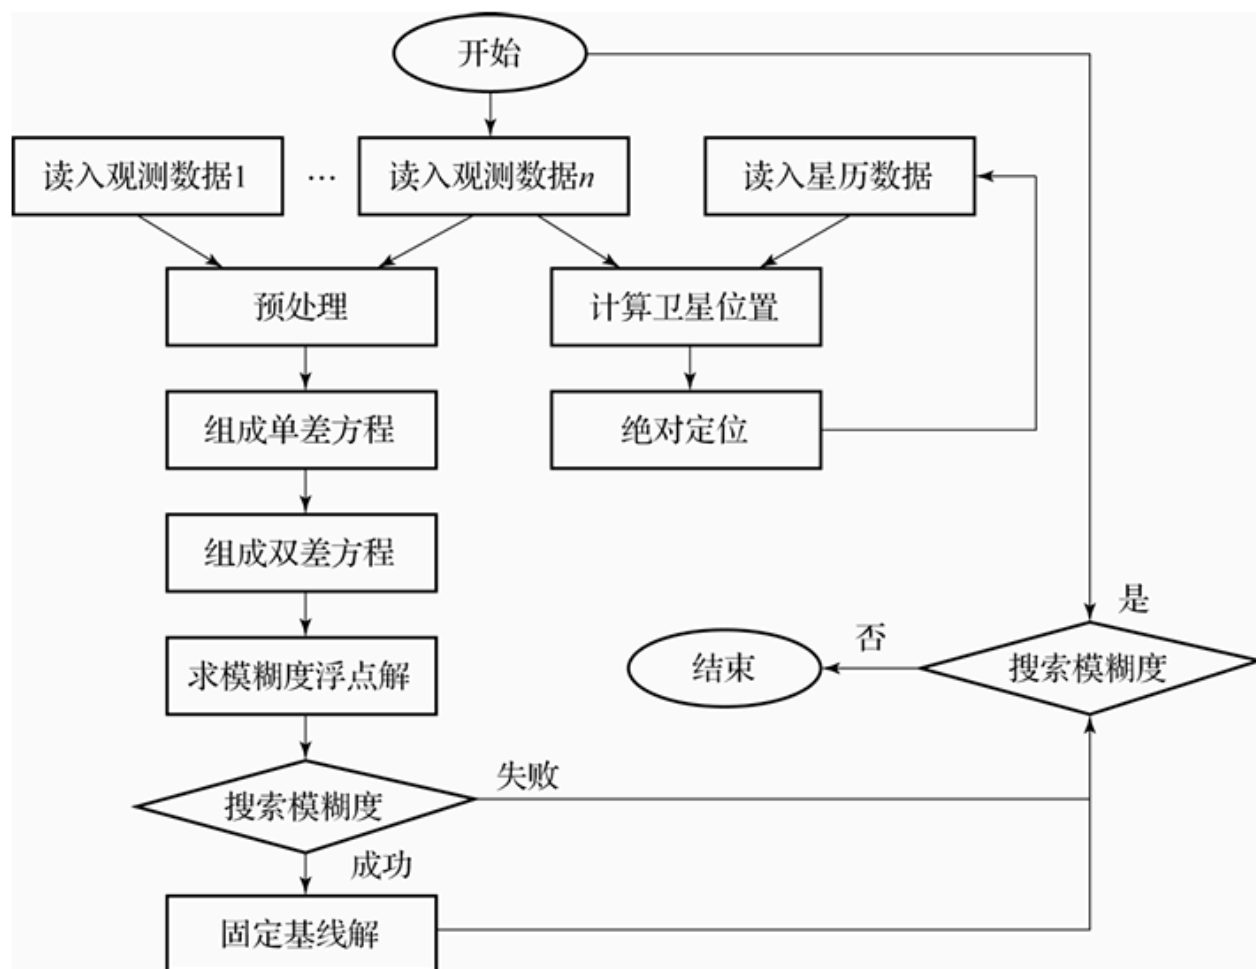 开始
读入观测数据1
…
读入观测数据n
读入星历数据
预处理
计算卫星位置
组成单差方程
绝对定位
组成双差方程
是
否
求模糊度浮点解
结束
搜索模糊度
失败
搜索模糊度
成功
固定基线解